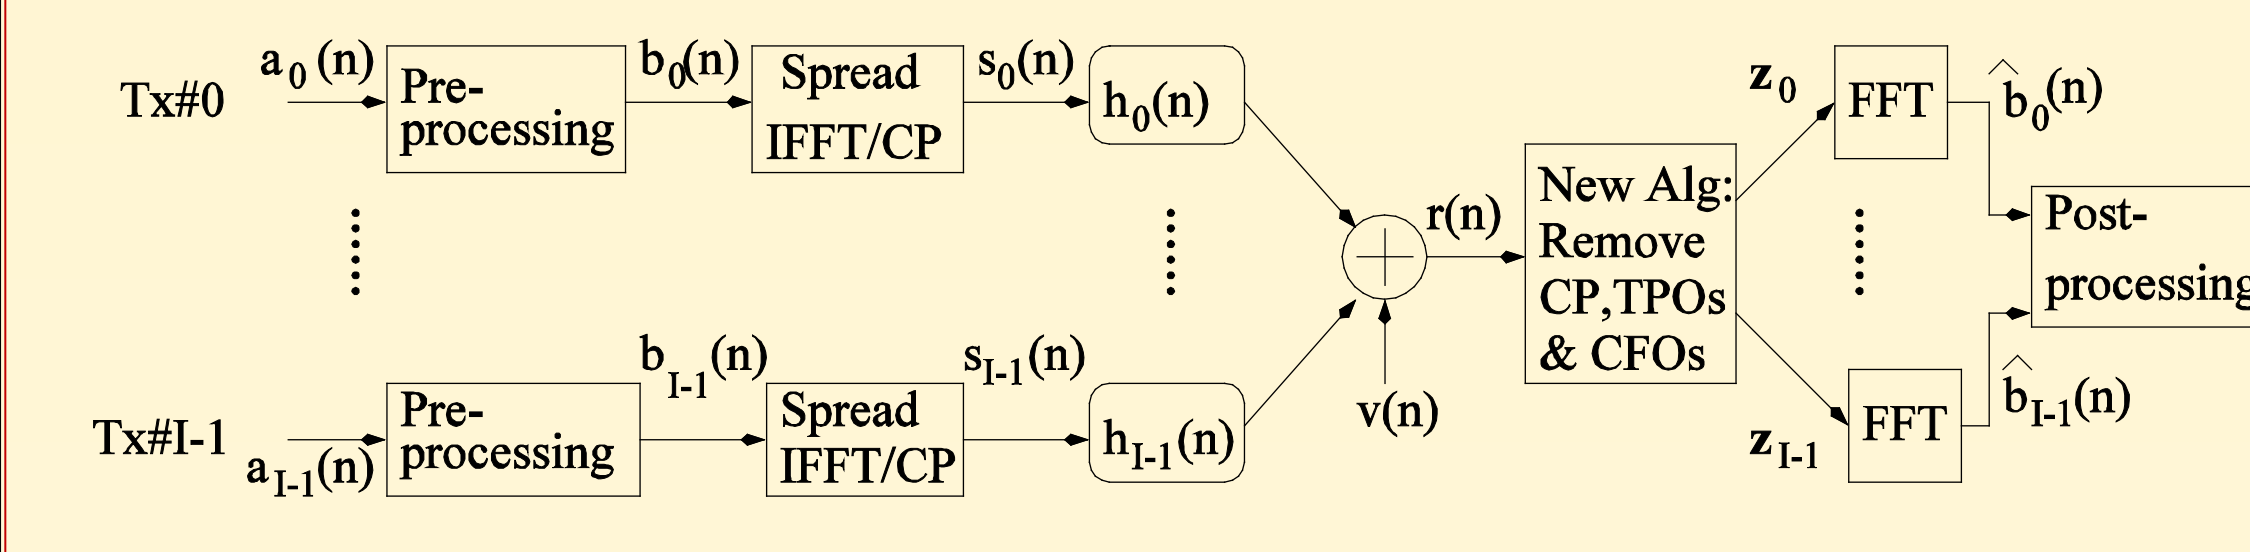 Tx#0
a0(n)
Pre-
processing
b0(n)
Spread
IFFT/CP
s0(n)
h0(n)
Tx#I-1
aI-1(n)
Pre-
processing
bI-1(n)
Spread
IFFT/CP
sI-1(n)
hI-1(n)
v(n)
r(n)
New Alg:
Remove
CP,TPOs
& CFOs
z0
FFT
b̂0(n)
zI-1
FFT
b̂I-1(n)
Post-
processing